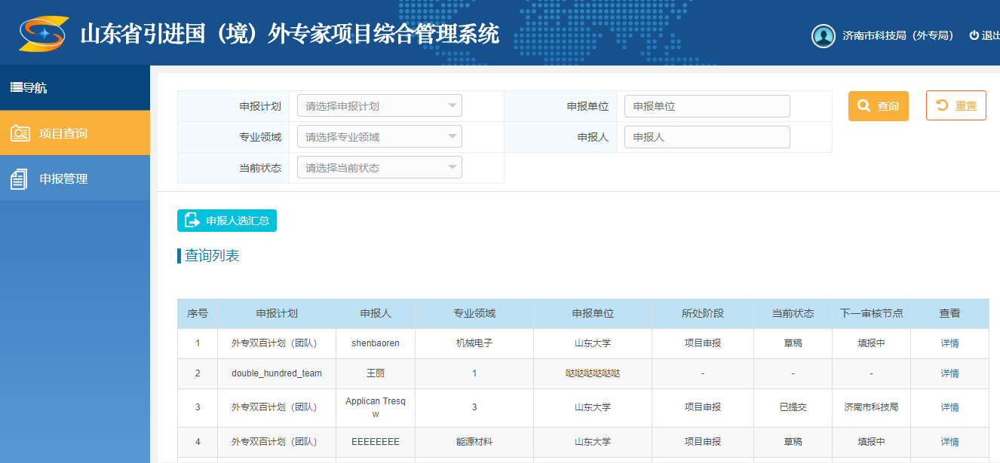 山东省引进国（境）外专家项目综合管理系统
济南市科技局（外专局） 退出
导航
项目查询
申报管理
申报计划 请选择申报计划 申报单位 申报单位 查询 重置
专业领域 请选择专业领域 申报人 申报人
当前状态 请选择当前状态
申报人选汇总
查询列表
序号 申报计划 申报人 专业领域 申报单位 所处阶段 当前状态 下一审核节点 查看
1 外专双百计划（团队） shenbaoren 机械电子 山东大学 项目申报 草稿 填报中 详情
2 double_hundred_team 王丽 1 哒哒哒哒哒哒 - - - 详情
3 外专双百计划（团队） Applican Tresq
w 3 山东大学 项目申报 已提交 济南市科技局 详情
4 外专双百计划（团队） EEEEEEEE 能源材料 山东大学 项目申报 草稿 填报中 详情